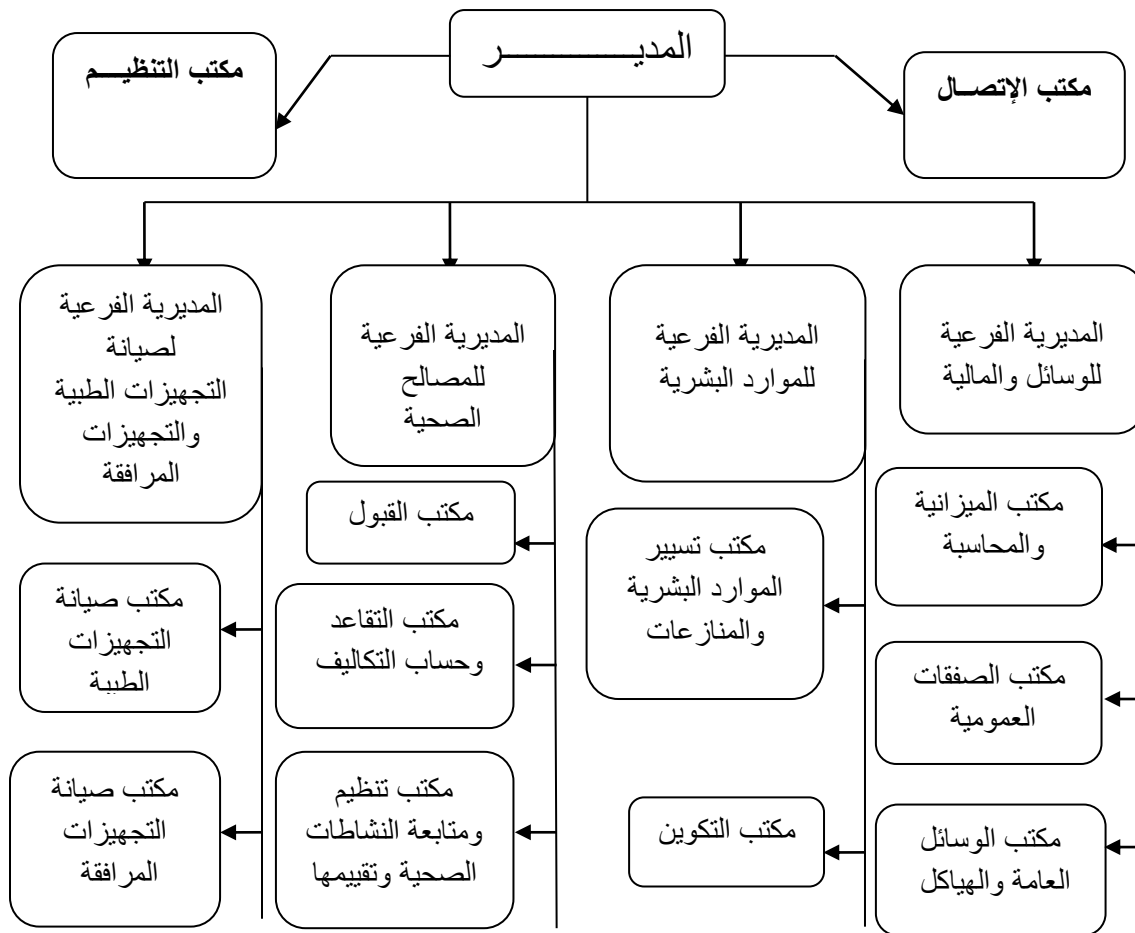 المديـــــــــــــــر
مكتب الإتصــال
مكتب التنظيـــــم
المديرية الفرعية
للوسائل والمالية
المديرية الفرعية
للموارد البشرية
المديرية الفرعية
للمصالح
الصحية
المديرية الفرعية
لصيانة
التجهيزات الطبية
والتجهيزات
المرافقة
مكتب الميزانية
والمحاسبة
مكتب الصفقات
العمومية
مكتب الوسائل
العامة والهياكل
مكتب تسيير
الموارد البشرية
والمنازعات
مكتب التكوين
مكتب القبول
مكتب التقاعد
وحساب التكاليف
مكتب تنظيم
ومتابعة النشاطات
الصحية وتقييمها
مكتب صيانة
التجهيزات
الطبية
مكتب صيانة
التجهيزات
المرافقة